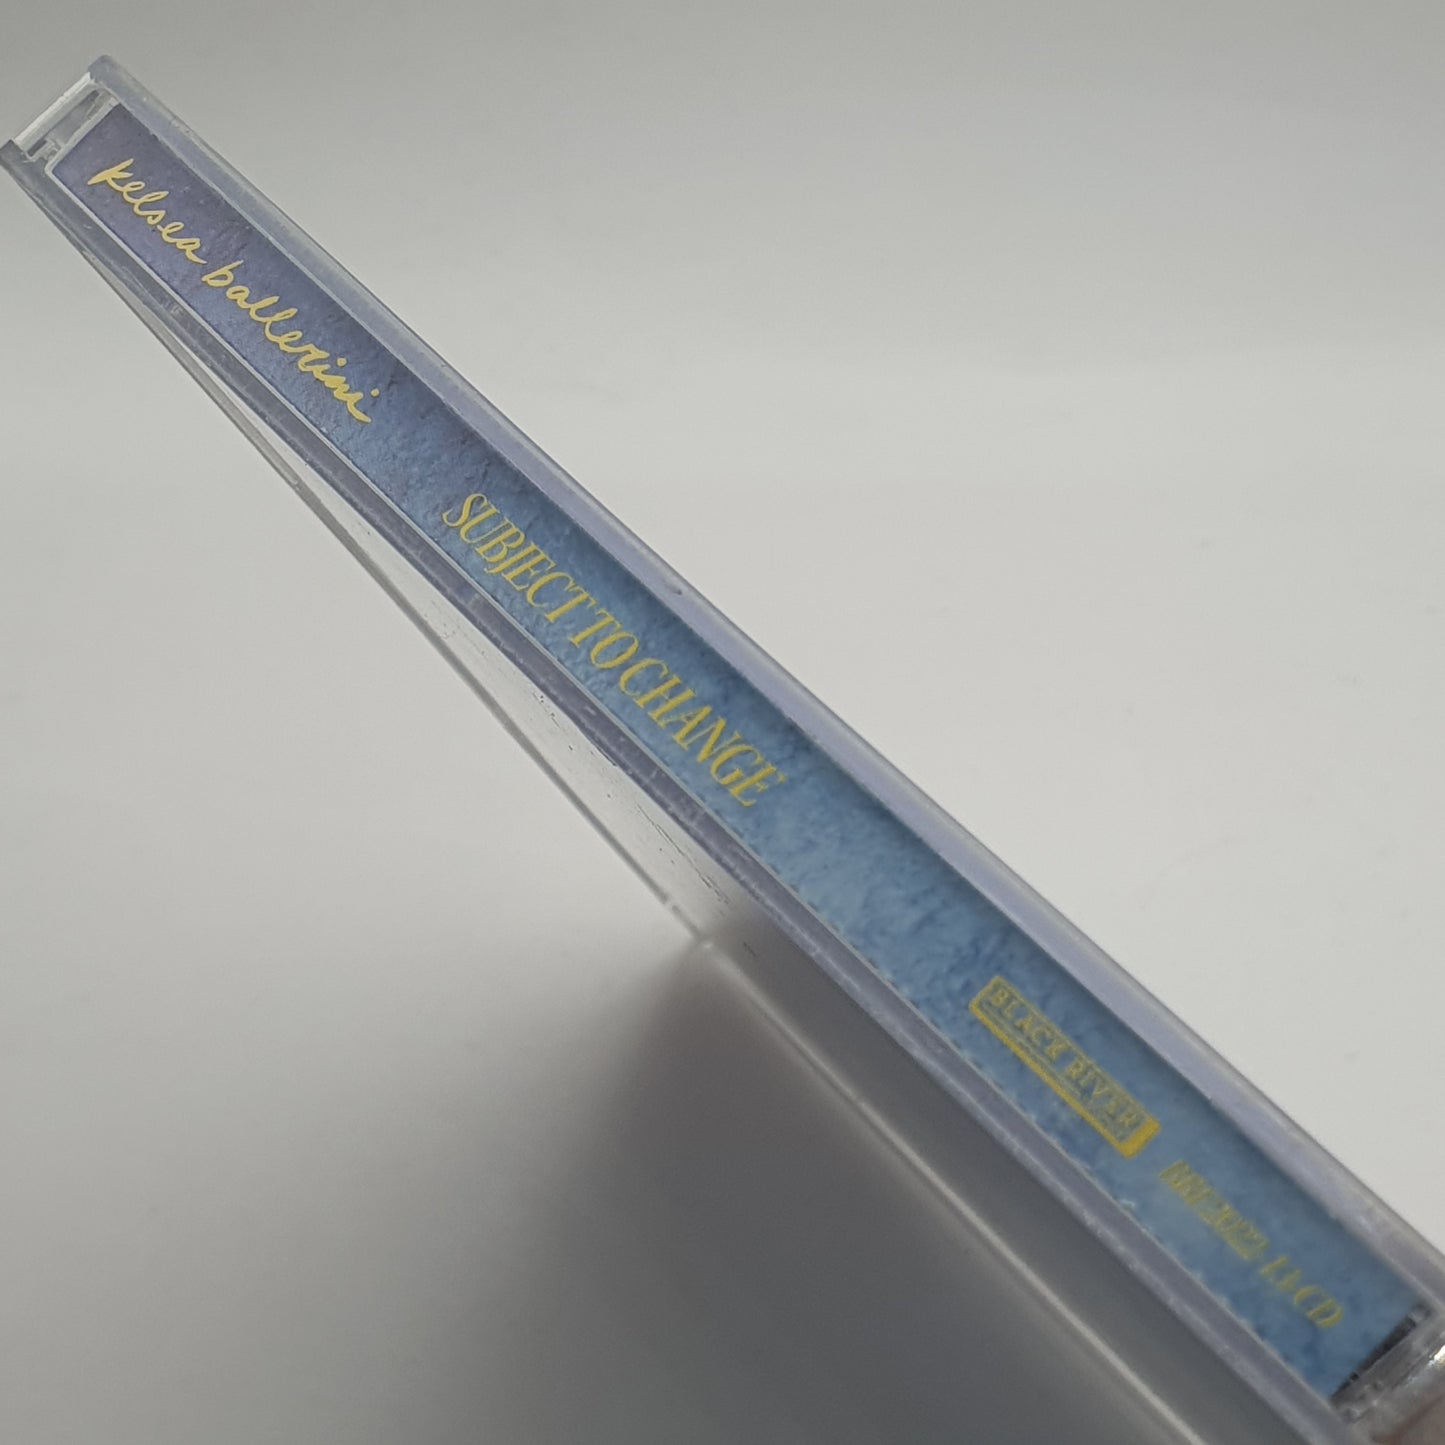 kelsea ballerini
SUBJECT TO CHANGE
BLACK RIVER